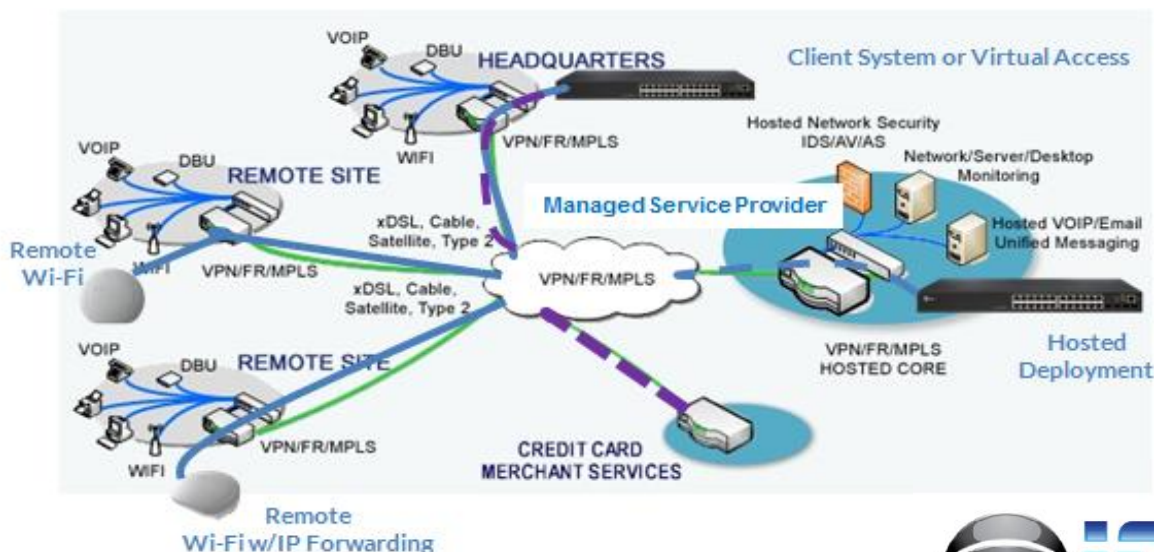 VOIP
DBU
HEADQUARTERS
Client System or Virtual Access
VPN/FR/MPLS
WIFI
Hosted Network Security
IDS/AV/AS
Network/Server/Desktop
Monitoring
VOIP
DBU
REMOTE SITE
Managed Service Provider
Hosted VOIP/Email
Unified Messaging
xDSL, Cable,
Satellite, Type 2
Remote
Wi-Fi
WIFI
VPN/FR/MPLS
VPN/FR/MPLS
xDSL, Cable,
Satellite, Type 2
VOIP
DBU
REMOTE SITE
VPN/FR/MPLS
HOSTED CORE
Hosted
Deployment
VPN/FR/MPLS
WIFI
CREDIT CARD
MERCHANT SERVICES
Remote
Wi-Fi w/IP Forwarding